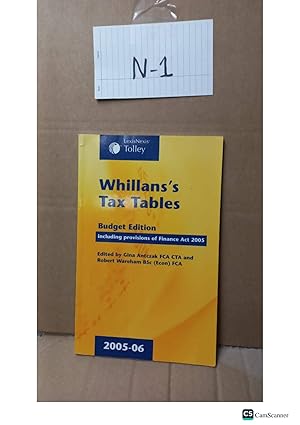 N-1
LexisNexis®
Tolley
Whillans's
Tax Tables
Budget Edition
including provisions of Finance Act 2005
Edited by Gina Antczak FCA CTA and
Robert Wareham BSc (Econ) FCA
2005-06
CS CamScanner